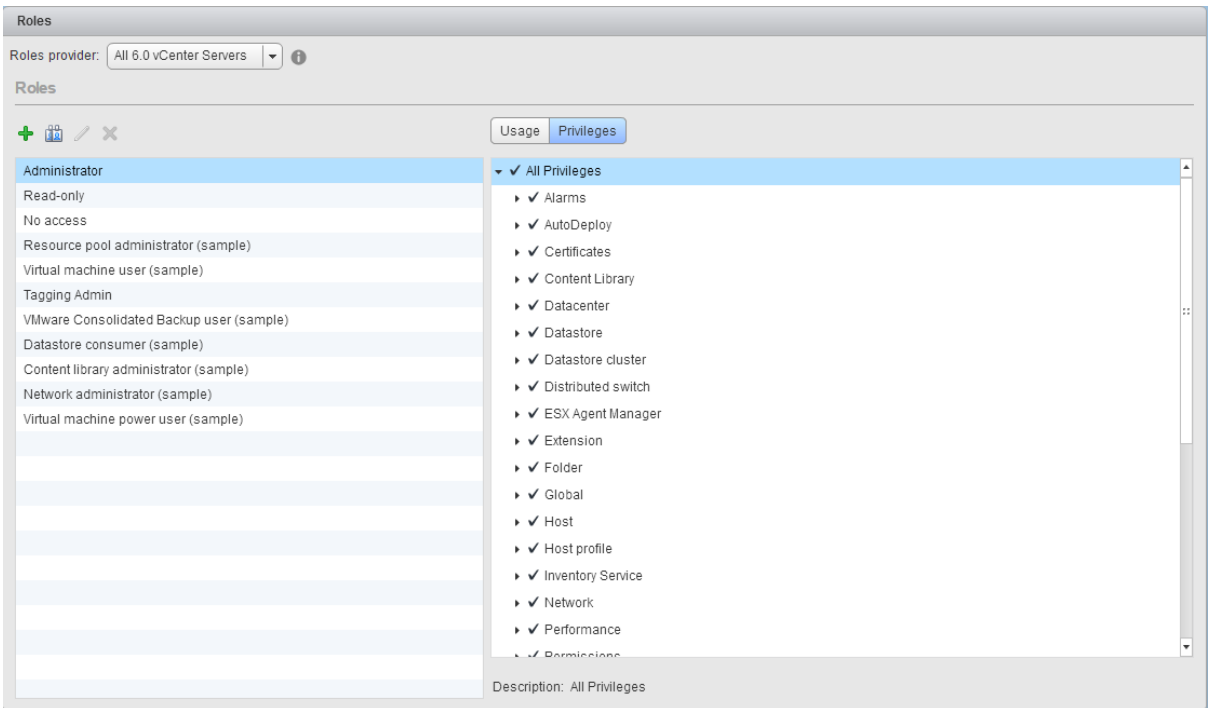 Roles
Roles provider: All 6.0 vCenter Servers
Roles
Usage Privileges
Administrator
Read-only
No access
Resource pool administrator (sample)
Virtual machine user (sample)
Tagging Admin
VMware Consolidated Backup user (sample)
Datastore consumer (sample)
Content library administrator (sample)
Network administrator (sample)
Virtual machine power user (sample)
All Privileges
Alarms
AutoDeploy
Certificates
Content Library
Datacenter
Datastore
Datastore cluster
Distributed switch
ESX Agent Manager
Extension
Folder
Global
Host
Host profile
Inventory Service
Network
Performance
Permissions
Description: All Privileges